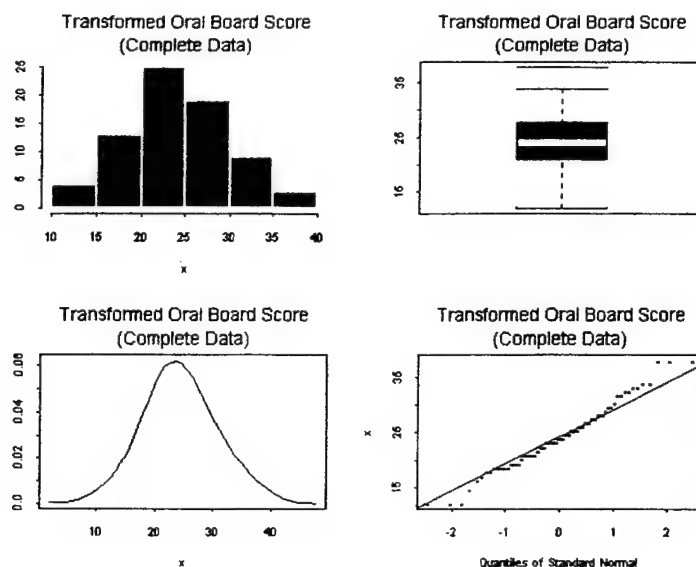 Transformed Oral Board Score
(Complete Data)
25
20
15
10
5
0
10 15 20 25 30 35 40
x
Transformed Oral Board Score
(Complete Data)
35
25
15
Transformed Oral Board Score
(Complete Data)
0.06
0.04
0.02
0.0
10 20 30 40
x
Transformed Oral Board Score
(Complete Data)
x
35
25
15
-2 -1 0 1 2
Quantiles of Standard Normal